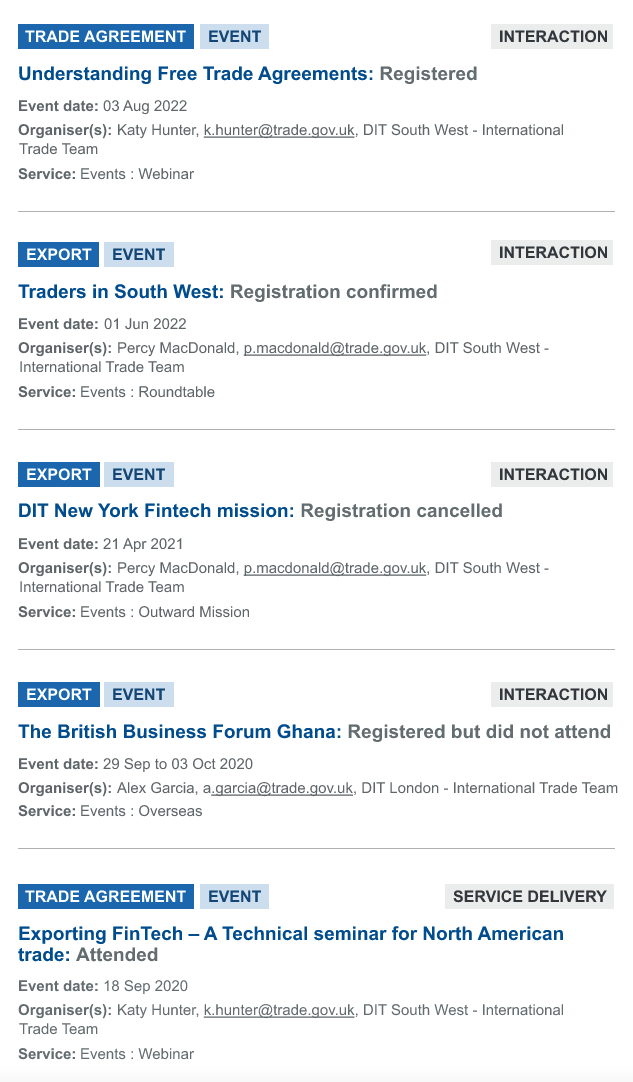 TRADE AGREEMENT EVENT INTERACTION
Understanding Free Trade Agreements: Registered
Event date: 03 Aug 2022
Organiser(s): Katy Hunter, k.hunter@trade.gov.uk, DIT South West - International
Trade Team
Service: Events : Webinar
EXPORT EVENT INTERACTION
Traders in South West: Registration confirmed
Event date: 01 Jun 2022
Organiser(s): Percy MacDonald, p.macdonald@trade.gov.uk, DIT South West -
International Trade Team
Service: Events : Roundtable
EXPORT EVENT INTERACTION
DIT New York Fintech mission: Registration cancelled
Event date: 21 Apr 2021
Organiser(s): Percy MacDonald, p.macdonald@trade.gov.uk, DIT South West -
International Trade Team
Service: Events : Outward Mission
EXPORT EVENT INTERACTION
The British Business Forum Ghana: Registered but did not attend
Event date: 29 Sep to 03 Oct 2020
Organiser(s): Alex Garcia, a.garcia@trade.gov.uk, DIT London - International Trade Team
Service: Events : Overseas
TRADE AGREEMENT EVENT SERVICE DELIVERY
Exporting FinTech – A Technical seminar for North American
trade: Attended
Event date: 18 Sep 2020
Organiser(s): Katy Hunter, k.hunter@trade.gov.uk, DIT South West - International
Trade Team
Service: Events : Webinar